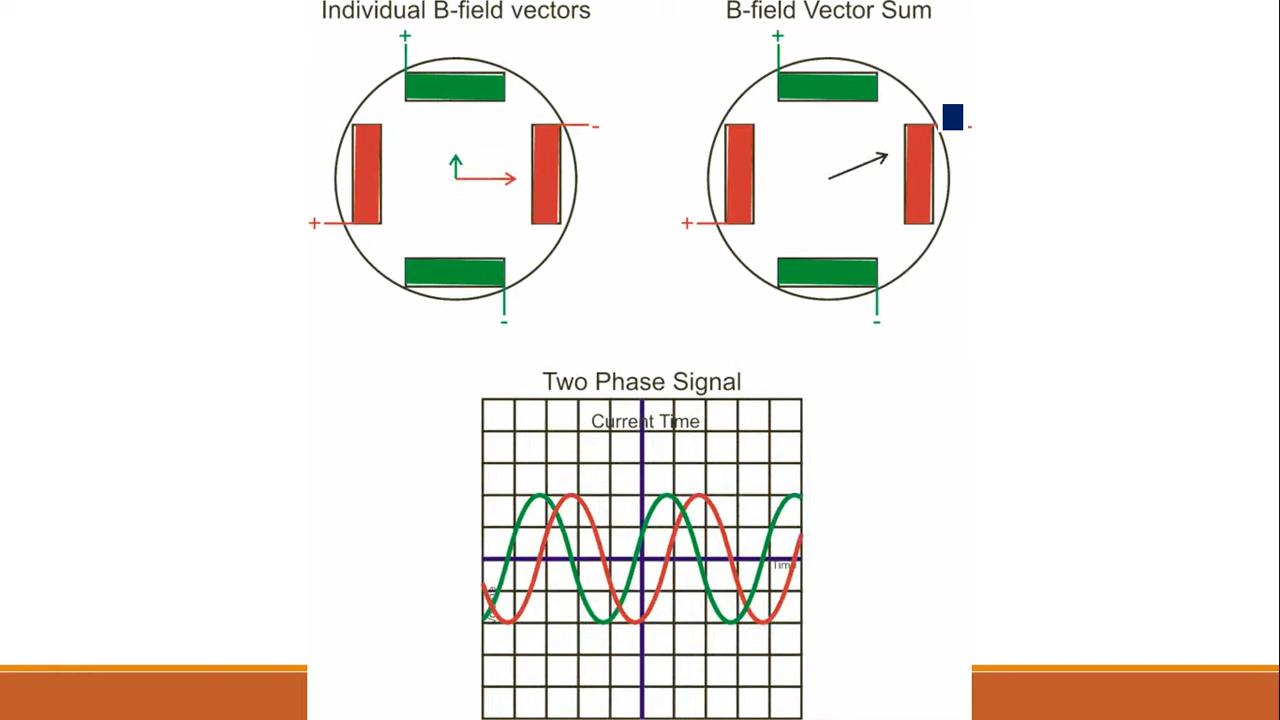 Individual B-field vectors
B-field Vector Sum
+
+
-
-
+
+
-
-
Two Phase Signal
Current Time
Time